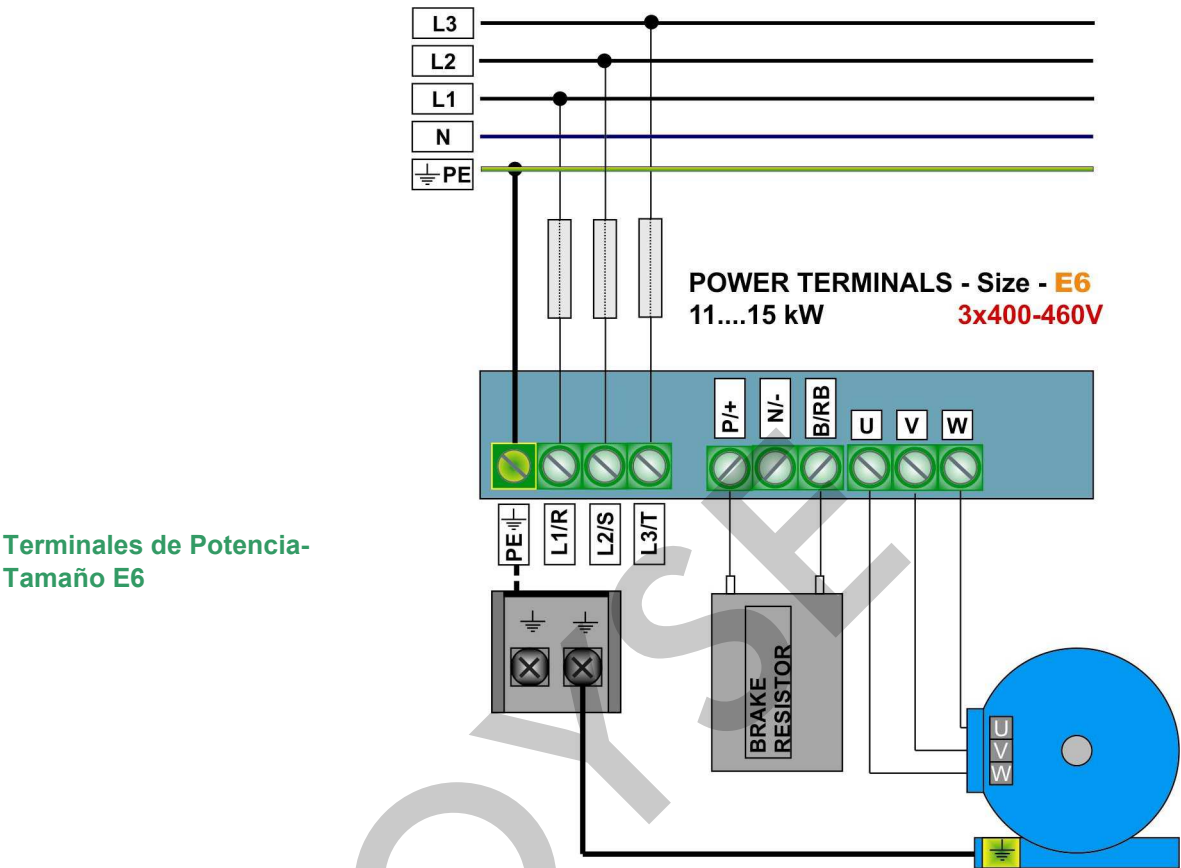 L3
L2
L1
N
PE
POWER TERMINALS - Size - E6
11....15 kW 3x400-460V
P/+
N/-
B/RB
U
V
W
PE
L1/R
L2/S
L3/T
Terminales de Potencia-
Tamaño E6
BRAKE
RESISTOR
U
V
W
OYSE